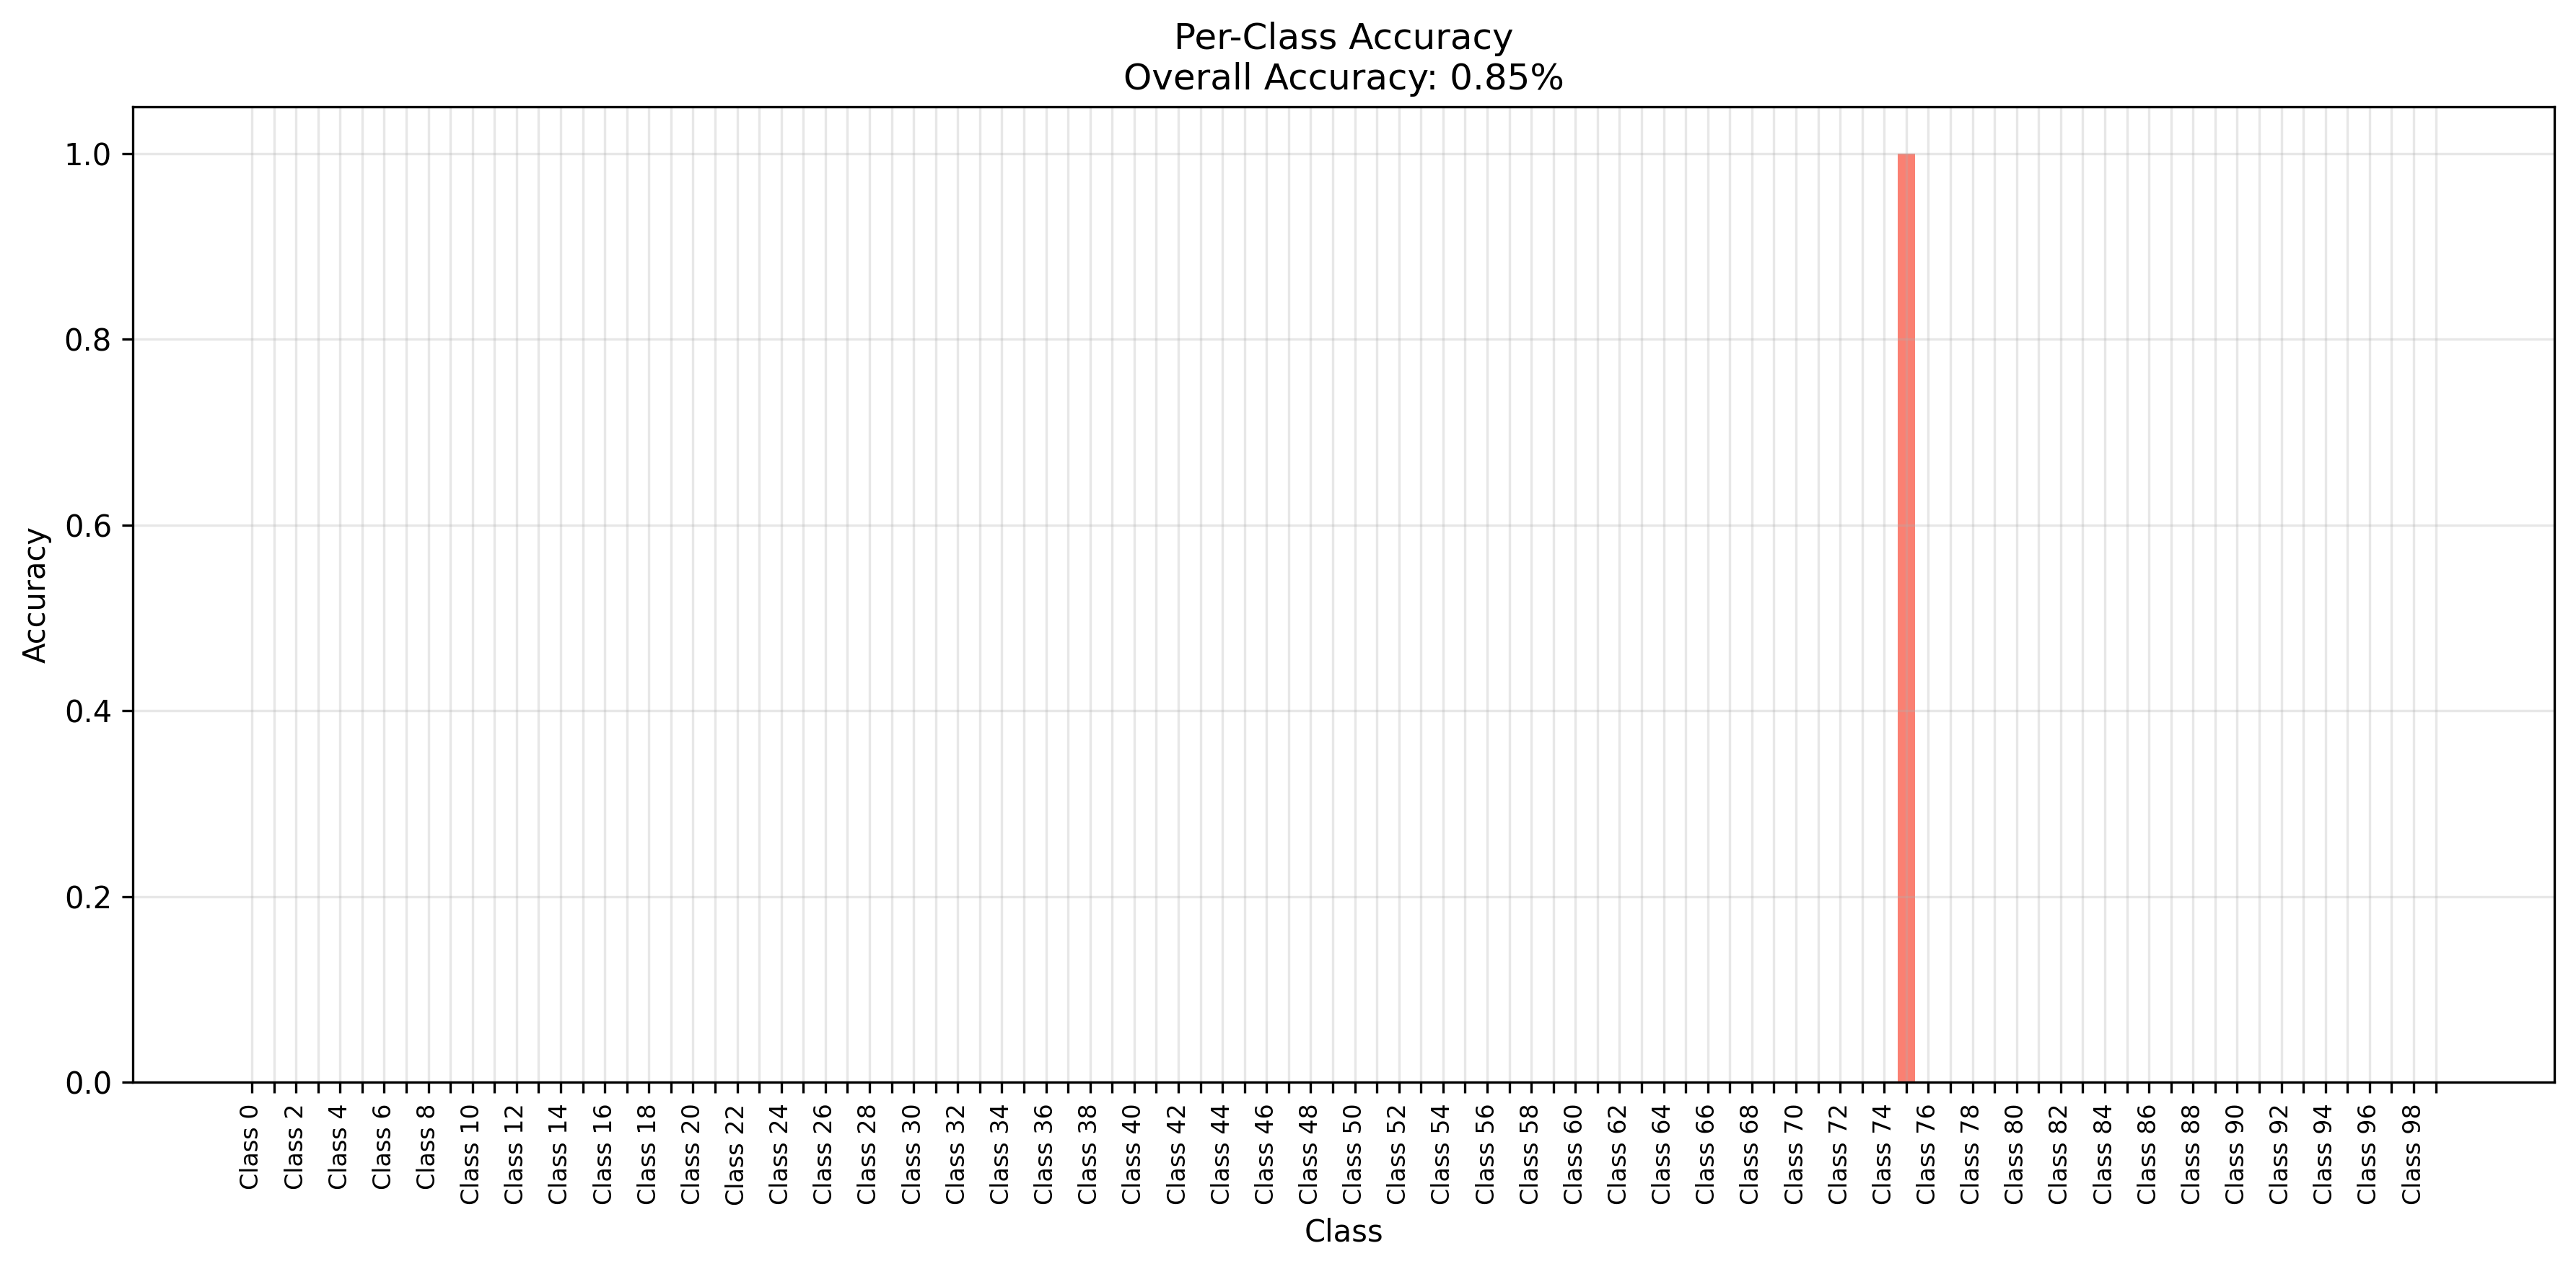 Per-Class Accuracy
Overall Accuracy: 0.85%
1.0
0.8
0.6
0.4
0.2
0.0
Accuracy
Class 0
Class 2
Class 4
Class 6
Class 8
Class 10
Class 12
Class 14
Class 16
Class 18
Class 20
Class 22
Class 24
Class 26
Class 28
Class 30
Class 32
Class 34
Class 36
Class 38
Class 40
Class 42
Class 44
Class 46
Class 48
Class 50
Class 52
Class 54
Class 56
Class 58
Class 60
Class 62
Class 64
Class 66
Class 68
Class 70
Class 72
Class 74
Class 76
Class 78
Class 80
Class 82
Class 84
Class 86
Class 88
Class 90
Class 92
Class 94
Class 96
Class 98
Class